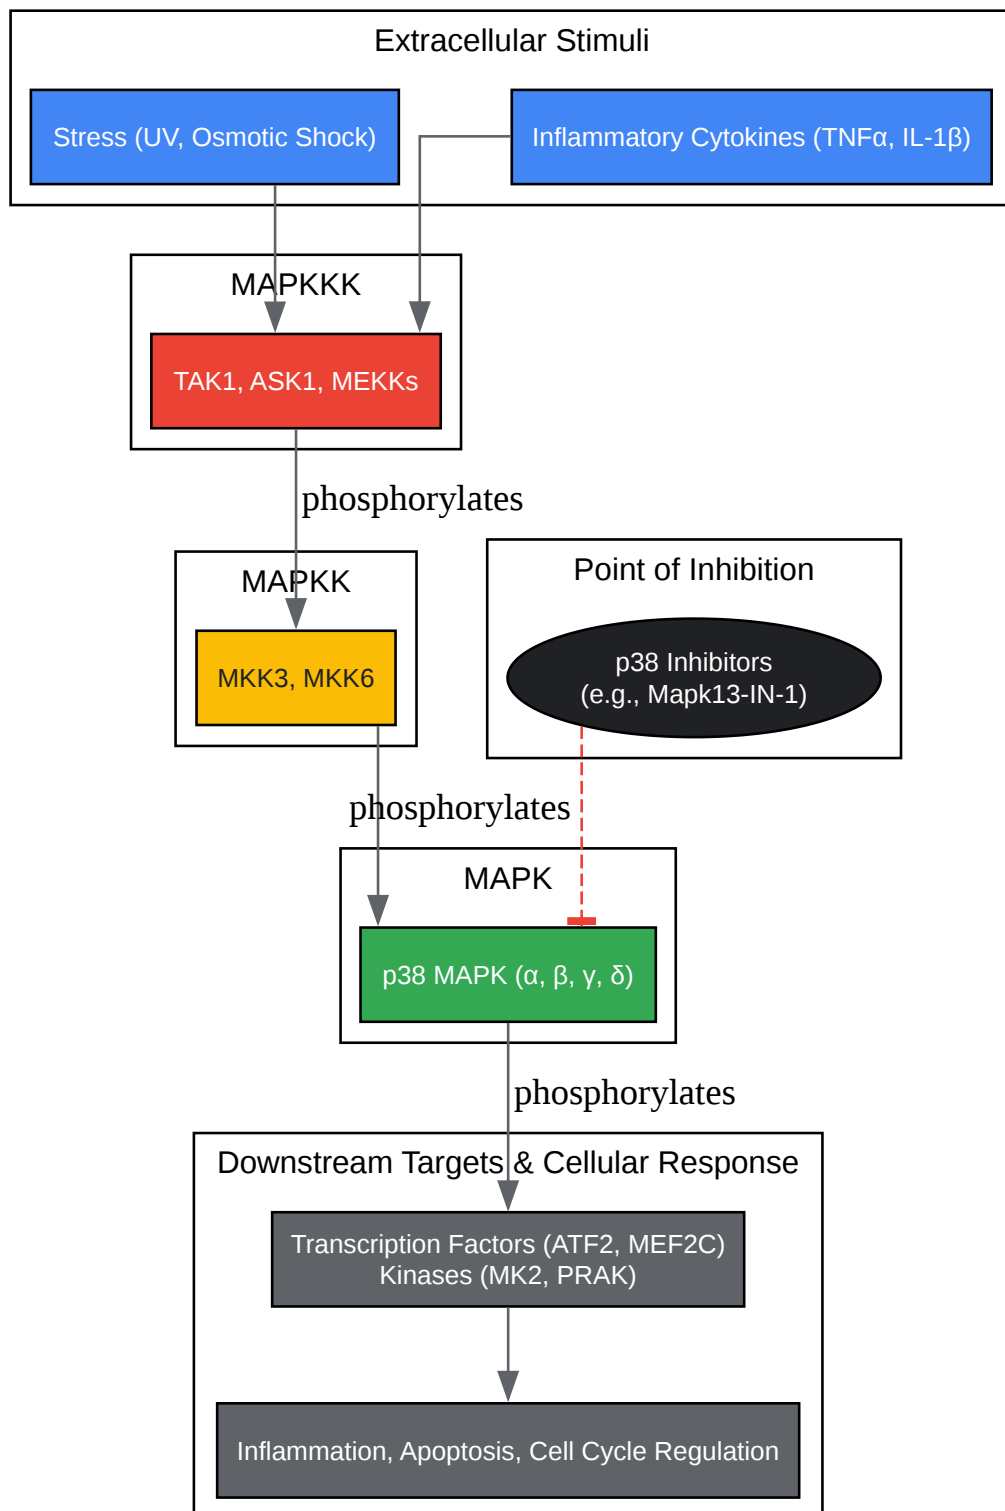 Extracellular Stimuli
Stress (UV, Osmotic Shock)
Inflammatory Cytokines (TNFα, IL-1β)
MAPKKK
TAK1, ASK1, MEKKs
phosphorylates
MAPKK
MKK3, MKK6
Point of Inhibition
p38 Inhibitors
(e.g., Mapk13-IN-1)
phosphorylates
MAPK
p38 MAPK (α, β, γ, δ)
phosphorylates
Downstream Targets & Cellular Response
Transcription Factors (ATF2, MEF2C)
Kinases (MK2, PRAK)
Inflammation, Apoptosis, Cell Cycle Regulation